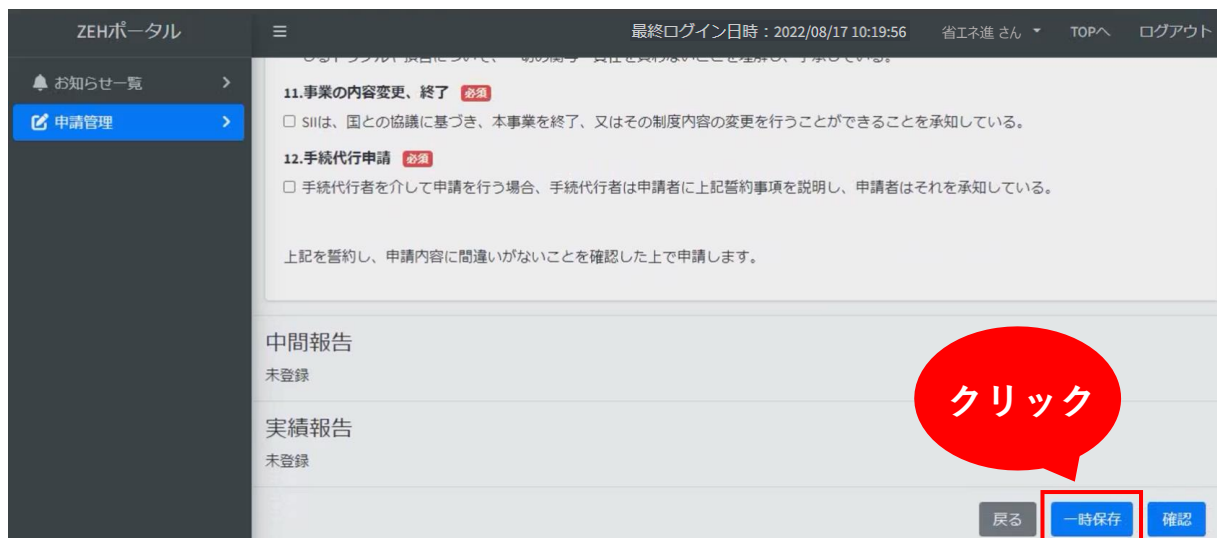 ZEHポータル
最終ログイン日時：2022/08/17 10:19:56 省エネ進 さん TOPへ ログアウト
お知らせ一覧
申請管理
11.事業の内容変更、終了 必須
SIIは、国との協議に基づき、本事業を終了、又はその制度内容の変更を行うことができることを承知している。
12.手続代行申請 必須
手続代行者を介して申請を行う場合、手続代行者は申請者に上記誓約事項を説明し、申請者はそれを承知している。
上記を誓約し、申請内容に間違いがないことを確認した上で申請します。
中間報告
未登録
実績報告
未登録
クリック
戻る 一時保存 確認